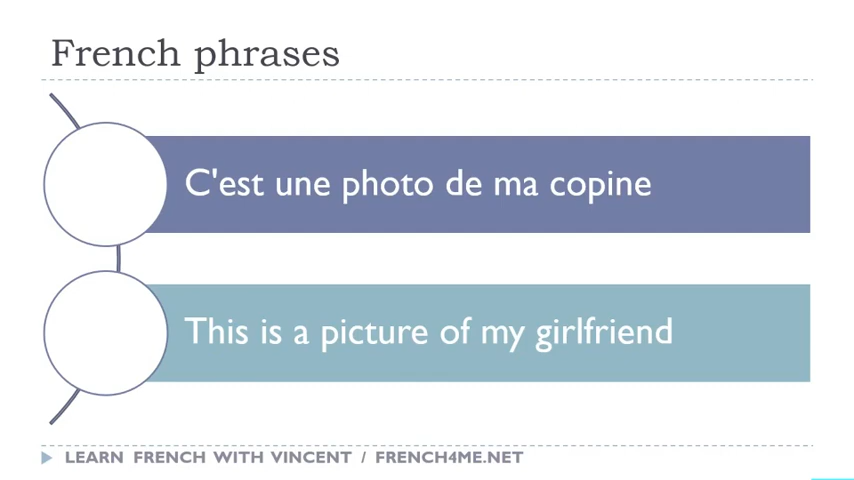 French phrases
C'est une photo de ma copine
This is a picture of my girlfriend
LEARN FRENCH WITH VINCENT / FRENCH4ME.NET